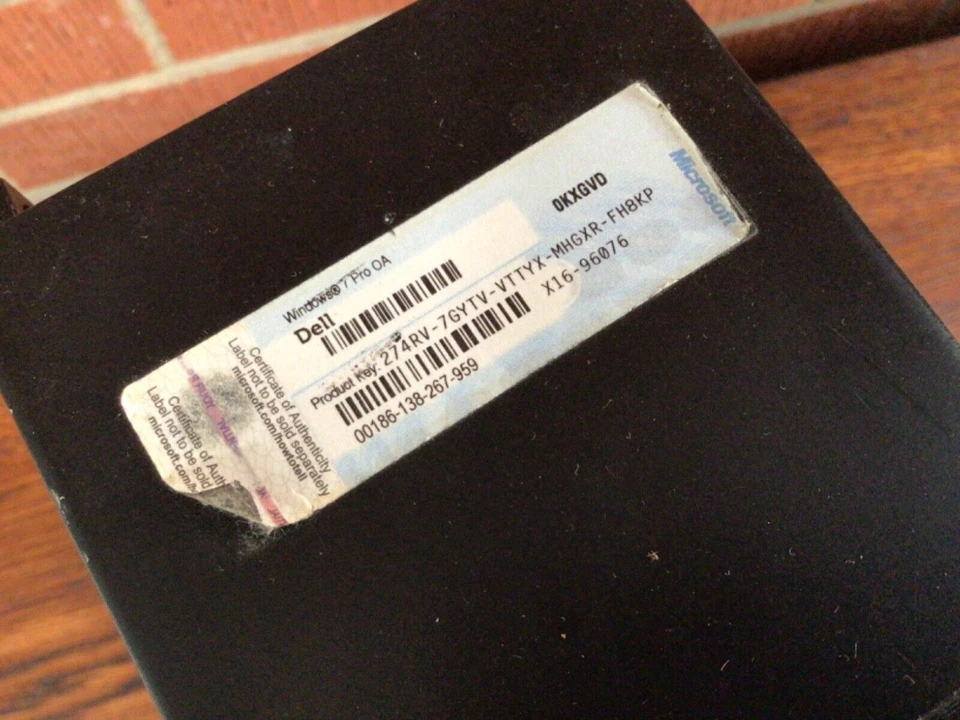 Windows® 7 Pro OA
Dell
0KXGVD
Product Key: 274RV-7GYTV-VTTYX-MHGXR-FH8KP
X16-96076
00186-138-267-959
Microsoft
Certificate of Authenticity
Label not to be sold separately
microsoft.com/howtotell
Certificate of Auth
Label not to be sold
microsoft.com/h